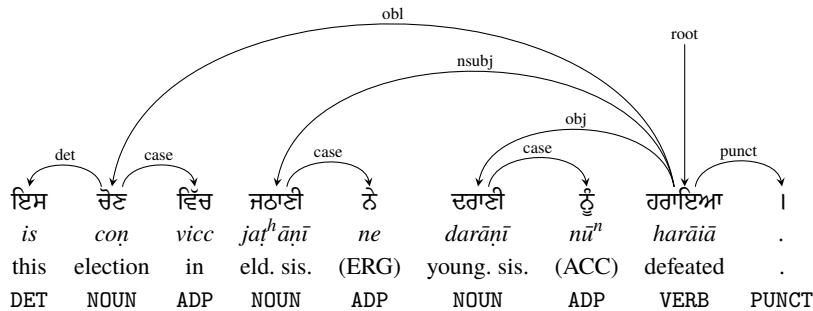 obl
root
nsubj
obj
det case case case punct
ਇਸ ਚੋਣ ਵਿੱਚ ਜਠਾਣੀ ਨੇ ਦਰਾਣੀ ਨੂੰ ਹਰਾਇਆ ।
is coṇ vicc jaṭʰāṇī ne darāṇī nūⁿ harāiā .
this election in eld. sis. (ERG) young. sis. (ACC) defeated .
DET NOUN ADP NOUN ADP NOUN ADP VERB PUNCT